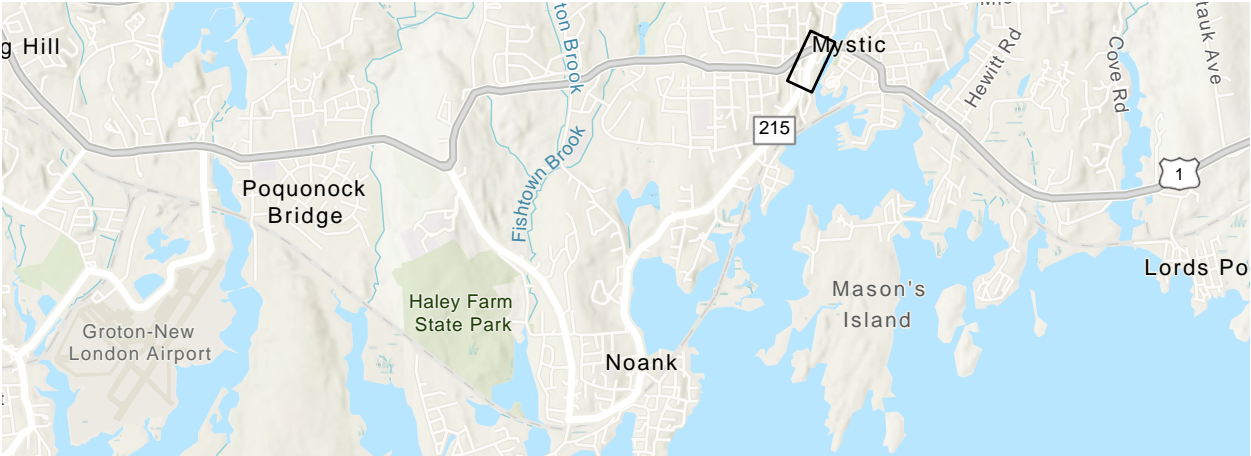 g Hill
Mystic
ton Brook
Hewitt Rd
Cove Rd
tauk Ave
215
Fishtown Brook
1
Poquonock
Bridge
Lords Po
Haley Farm
State Park
Mason's
Island
Groton-New
London Airport
Noank
t